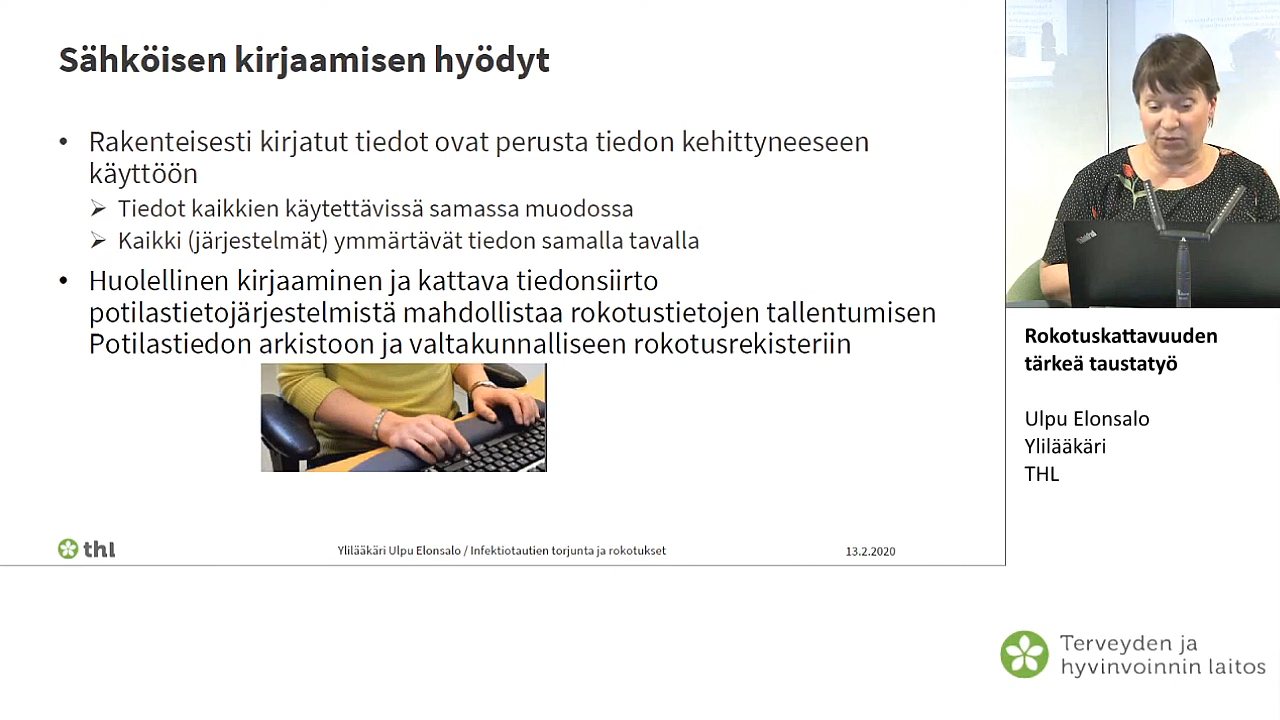 Sähköisen kirjaamisen hyödyt
• Rakenteisesti kirjatut tiedot ovat perusta tiedon kehittyneeseen
käyttöön
➢ Tiedot kaikkien käytettävissä samassa muodossa
➢ Kaikki (järjestelmät) ymmärtävät tiedon samalla tavalla
• Huolellinen kirjaaminen ja kattava tiedonsiirto
potilastietojärjestelmistä mahdollistaa rokotustietojen tallentumisen
Potilastiedon arkistoon ja valtakunnalliseen rokotusrekisteriin
thl
Ylilääkäri Ulpu Elonsalo / Infektiotautien torjunta ja rokotukset
13.2.2020
ThinkPad
Rokotuskattavuuden
tärkeä taustatyö
Ulpu Elonsalo
Ylilääkäri
THL
Terveyden ja
hyvinvoinnin laitos